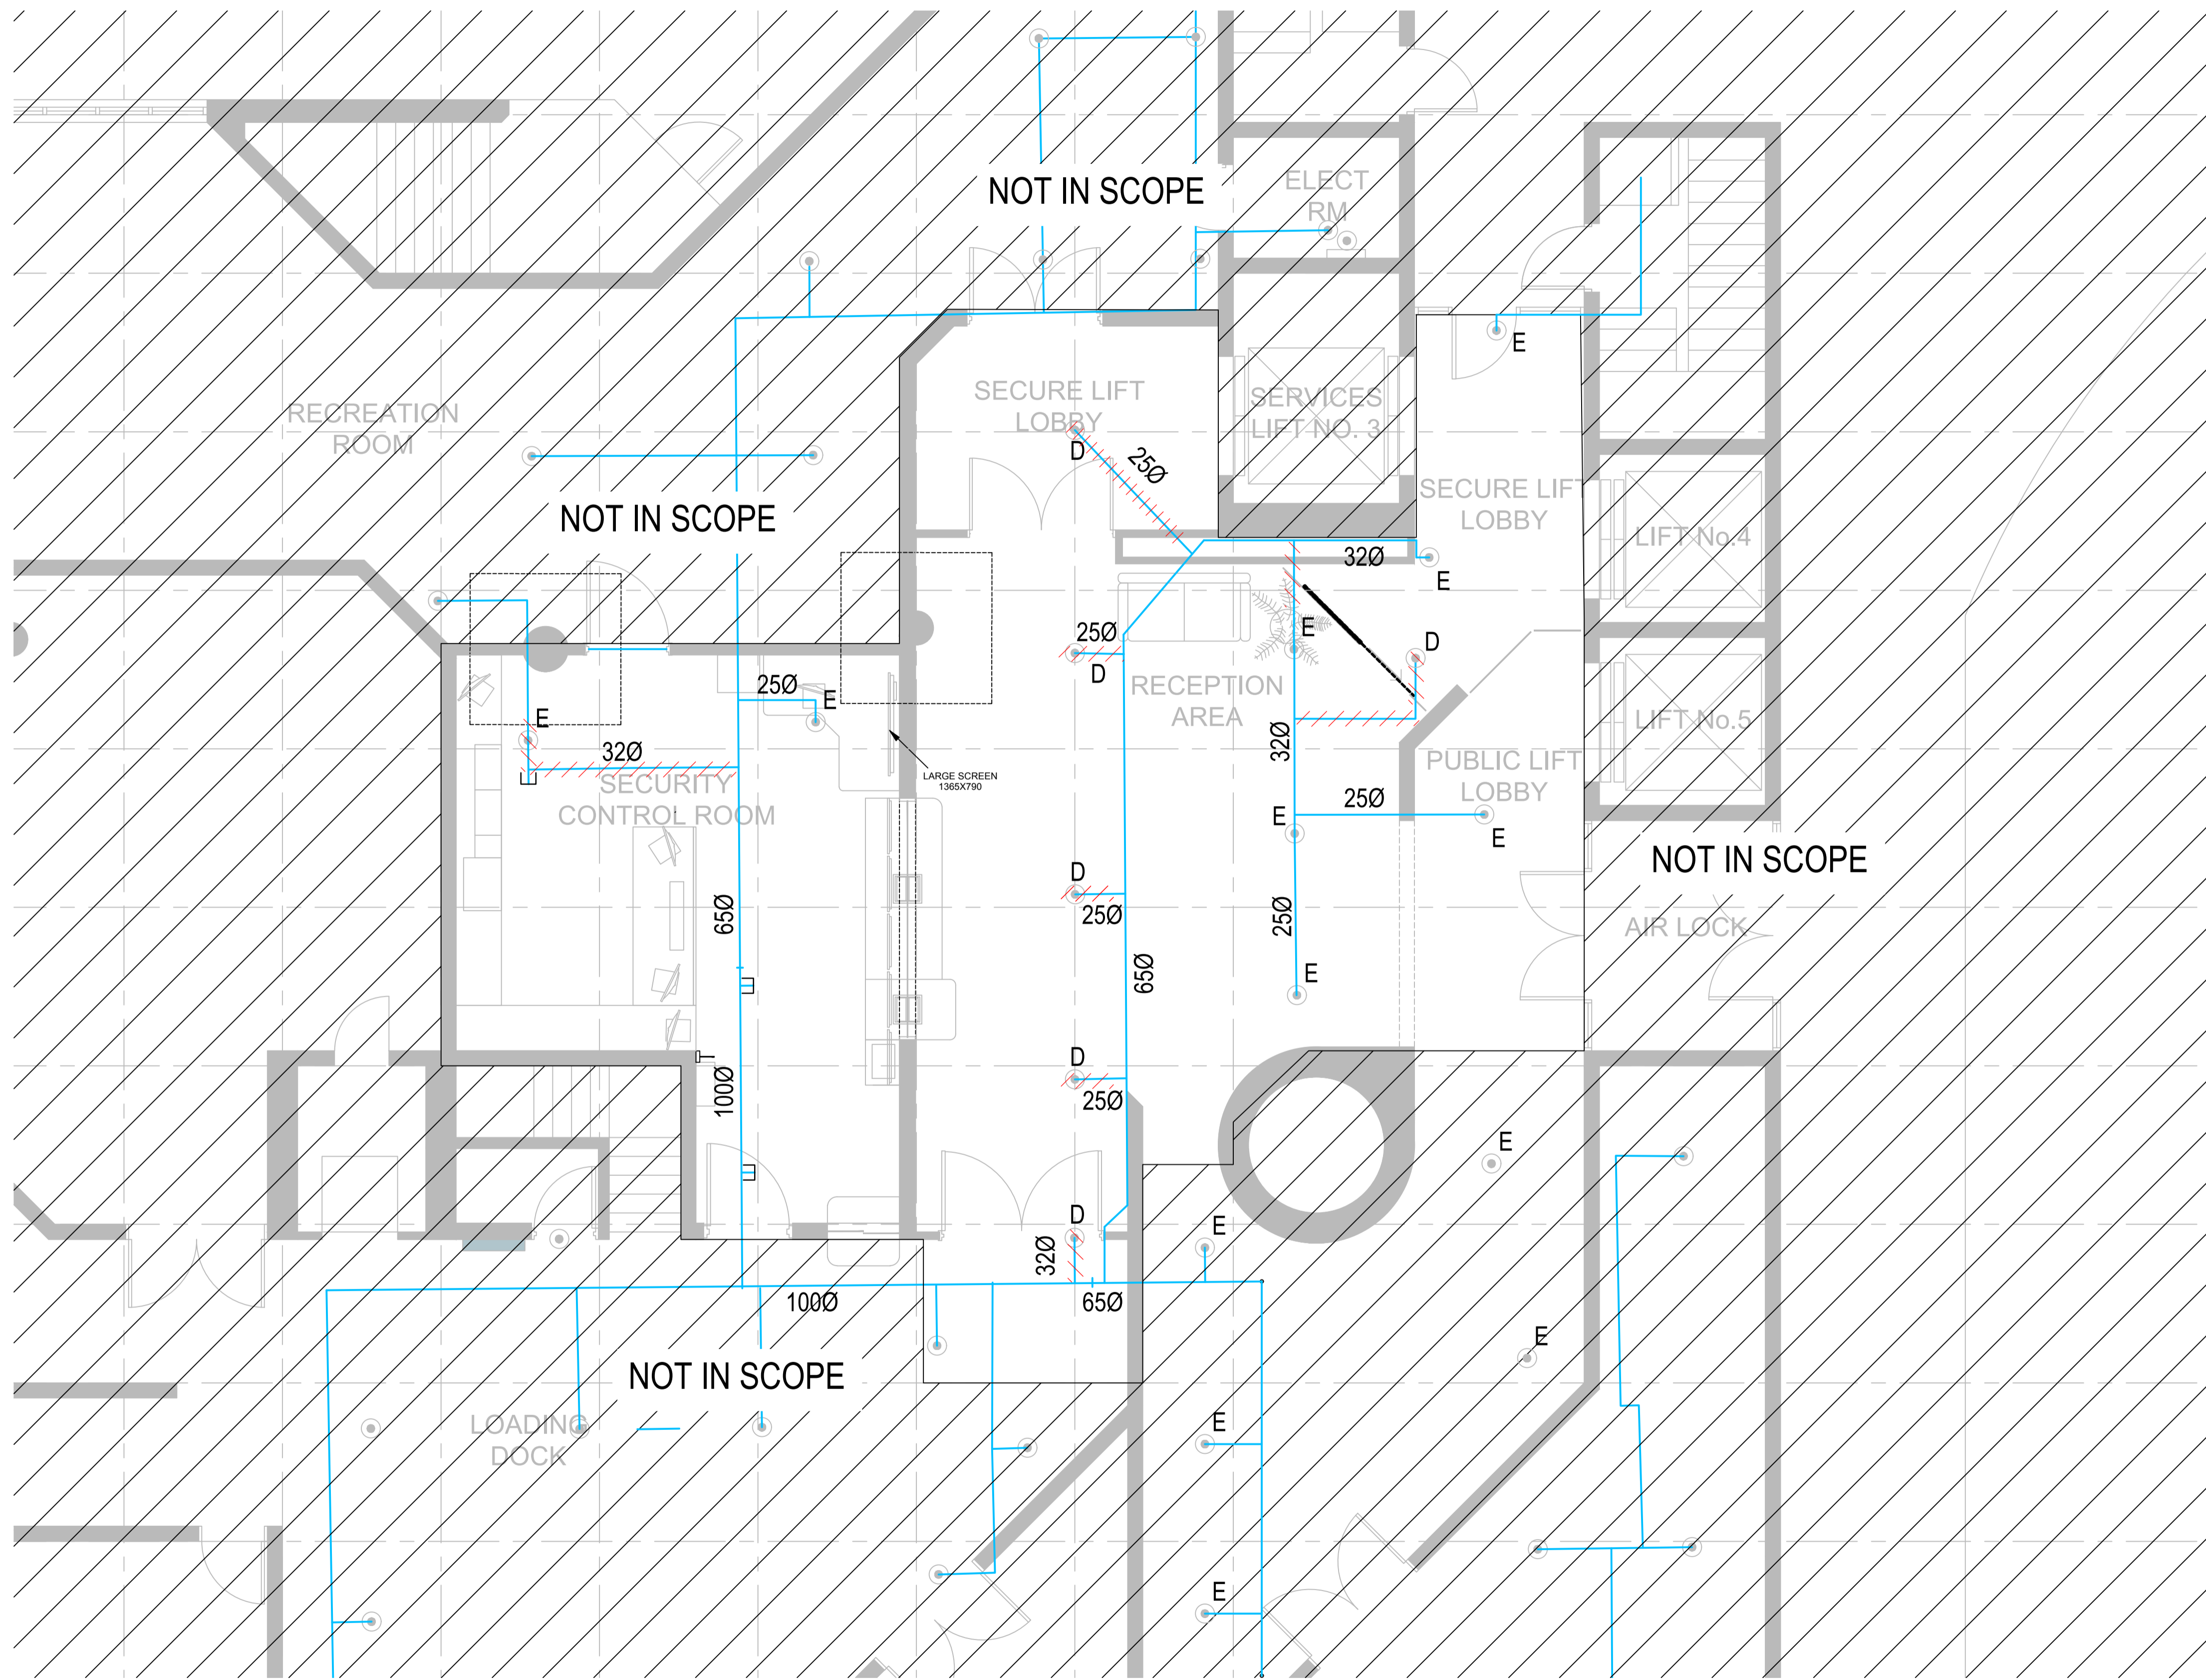 NOT IN SCOPE
ELECT
RM
E
SECURE LIFT
LOBBY
SERVICES
LIFT NO. 3
RECREATION
ROOM
D
25Ø
SECURE LIFT
LOBBY
NOT IN SCOPE
LIFT No.4
32Ø
E
25Ø
D
E
D
RECEPTION
AREA
25Ø
E
E
LIFT No.5
32Ø
32Ø
PUBLIC LIFT
LOBBY
LARGE SCREEN
1365X790
SECURITY
CONTROL ROOM
25Ø
E
E
NOT IN SCOPE
D
25Ø
65Ø
25Ø
AIR LOCK
65Ø
E
D
25Ø
100Ø
E
D
32Ø
E
100Ø
65Ø
E
NOT IN SCOPE
LOADING
DOCK
E
E